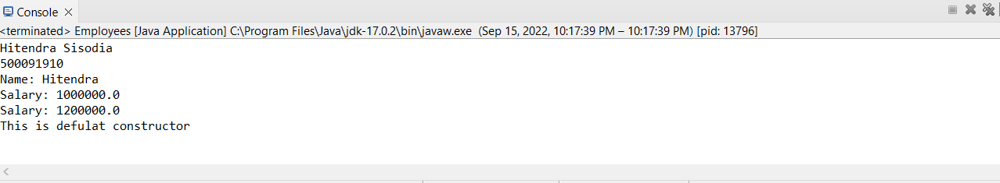 Console
<terminated> Employees [Java Application] C:\Program Files\Java\jdk-17.0.2\bin\javaw.exe (Sep 15, 2022, 10:17:39 PM – 10:17:39 PM) [pid: 13796]
Hitendra Sisodia
500091910
Name: Hitendra
Salary: 1000000.0
Salary: 1200000.0
This is defulat constructor